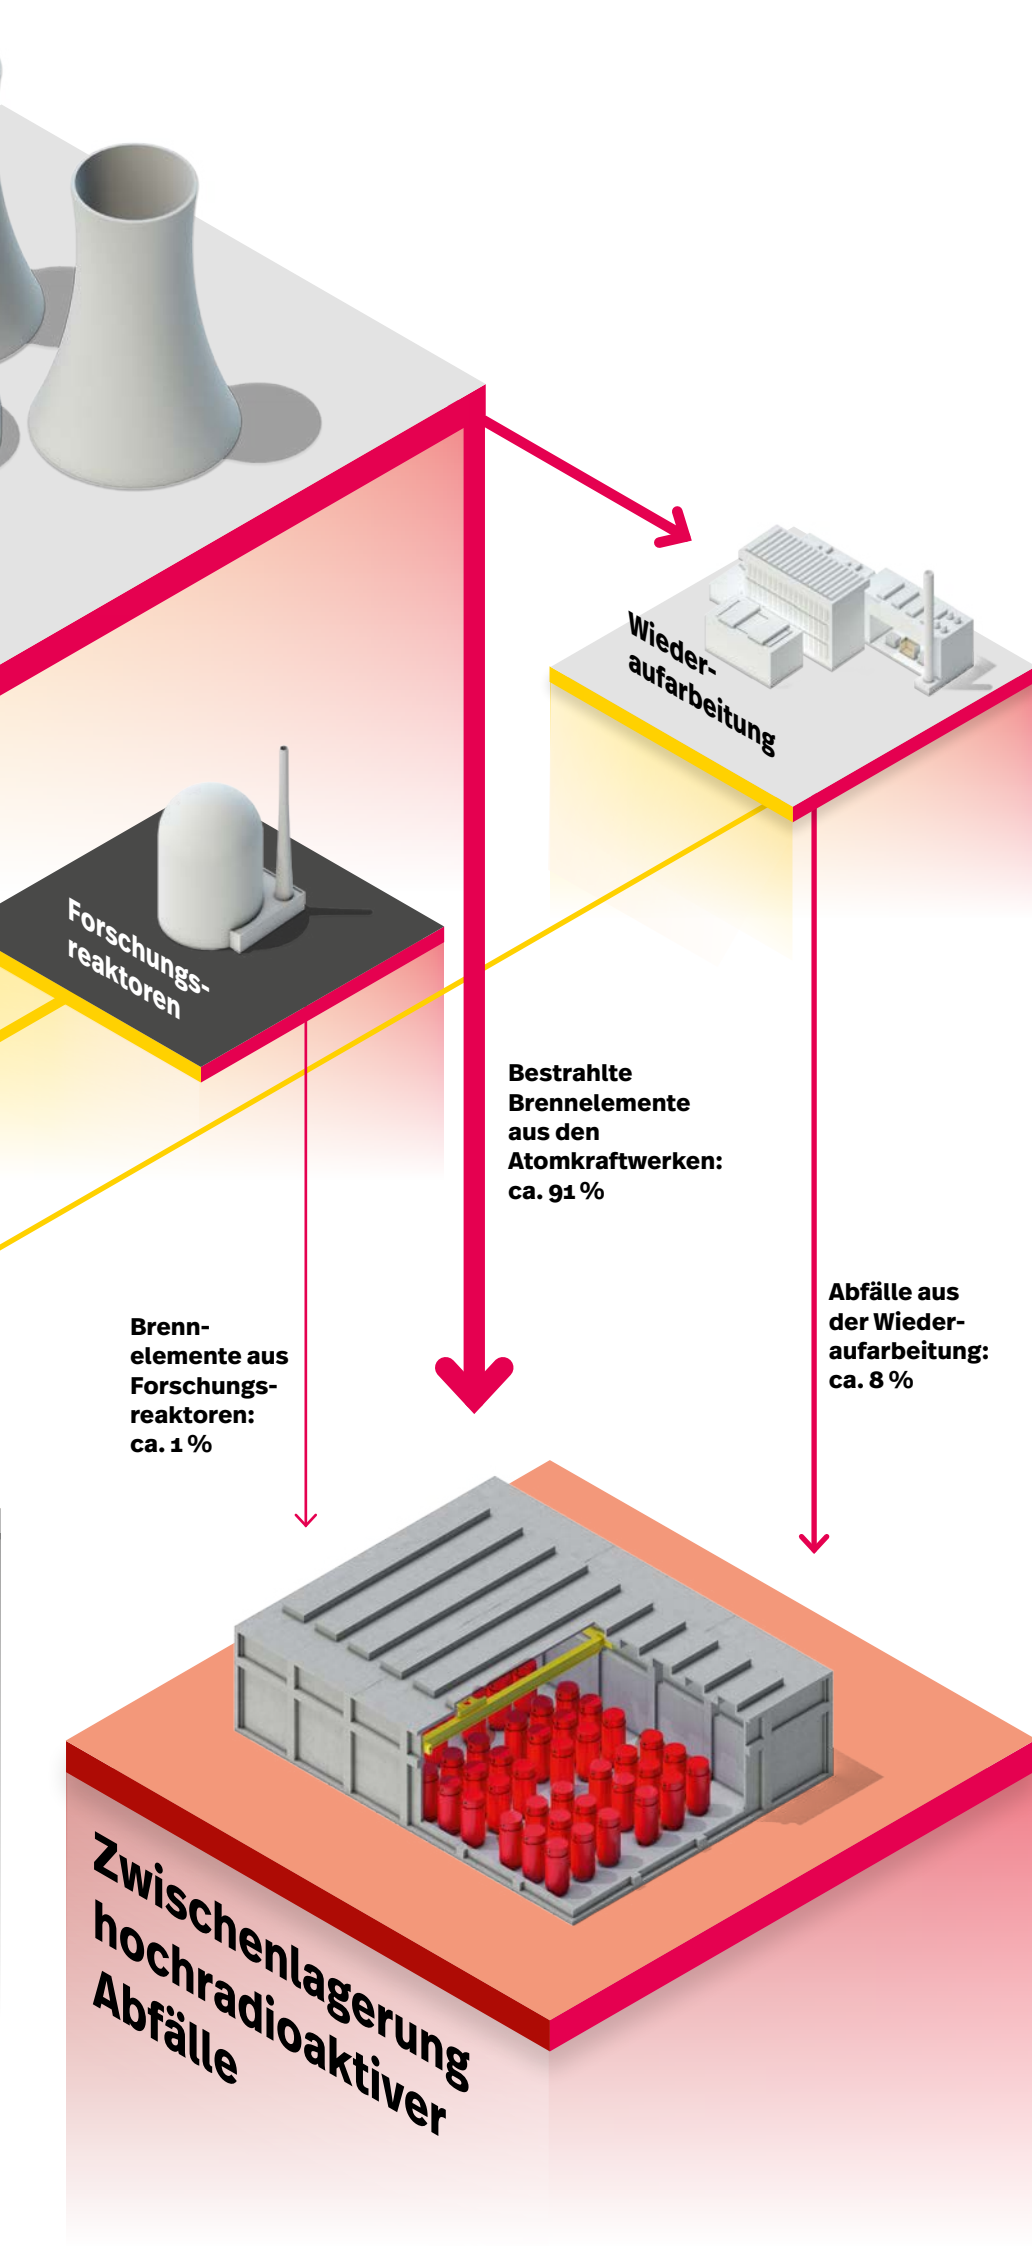 Wieder-
aufarbeitung
Forschungs-
reaktoren
Bestrahlte
Brennelemente
aus den
Atomkraftwerken:
ca. 91 %
Abfälle aus
der Wieder-
aufarbeitung:
ca. 8 %
Brenn-
elemente aus
Forschungs-
reaktoren:
ca. 1 %
Zwischenlagerung
hochradioaktiver
Abfälle